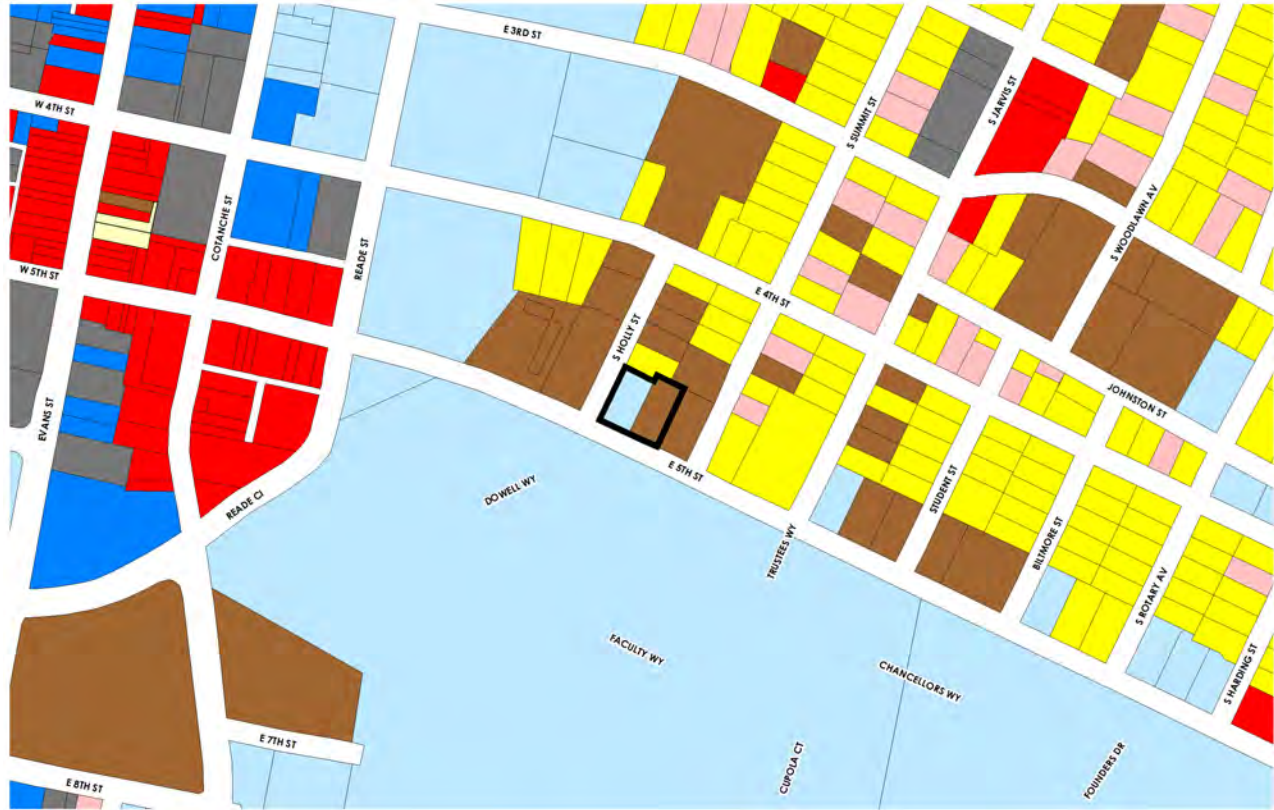 E 3RD ST
W 4TH ST
S SUMMIT ST
S JARVIS ST
COTANCHE ST
READE ST
S WOODLAWN AV
W 5TH ST
E 4TH ST
S HOLLY ST
JOHNSTON ST
EVANS ST
E 5TH ST
DOWELL WY
READE CI
STUDENT ST
TRUSTEES WY
BILTMORE ST
S ROTARY AV
FACULTY WY
CHANCELLORS WY
S HARDING ST
E 7TH ST
CUPOLA CT
FOUNDERS DR
E 8TH ST